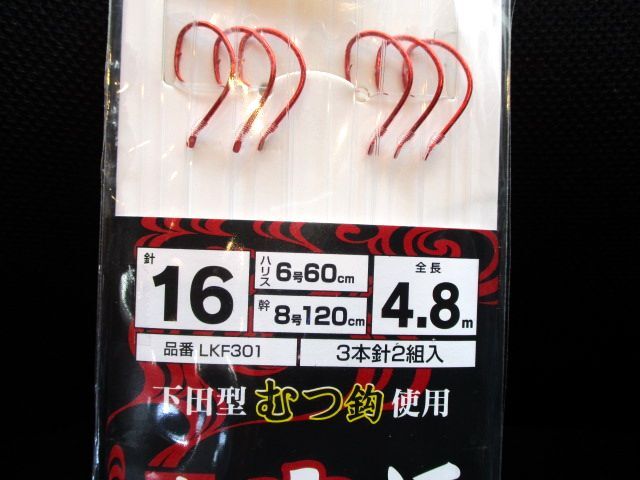 針
16
ハリス 6号60cm
幹 8号120cm
全長
4.8m
品番 LKF301
3本針2組入
下田型 むつ鈎 使用